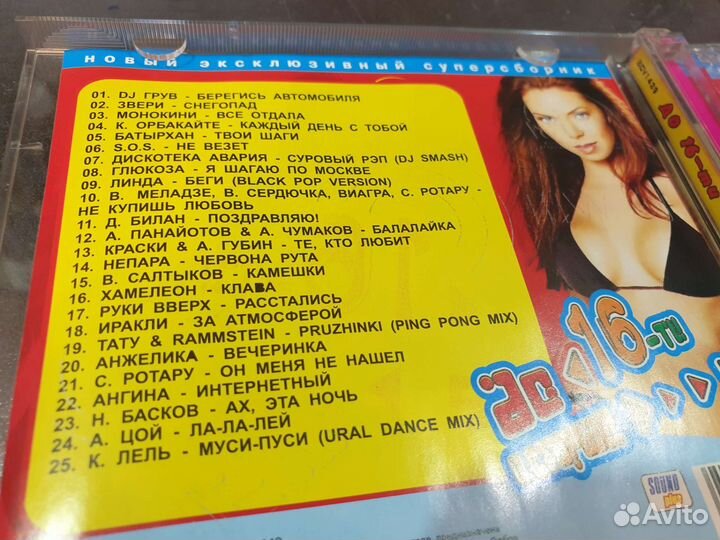 НОВЫЙ ЭКСКЛЮЗИВНЫЙ СУПЕРСБОРНИК
01. DJ ГРУВ - БЕРЕГИСЬ АВТОМОБИЛЯ
02. ЗВЕРИ - СНЕГОПАД
03. МОНОКИНИ - ВСЕ ОТДАЛА
04. К. ОРБАКАЙТЕ - КАЖДЫЙ ДЕНЬ С ТОБОЙ
05. БАТЫРХАН - ТВОИ ШАГИ
06. S.O.S. - НЕ ВЕЗЕТ
07. ДИСКОТЕКА АВАРИЯ - СУРОВЫЙ РЭП (DJ SMASH)
08. ГЛЮКОЗА - Я ШАГАЮ ПО МОСКВЕ
09. ЛИНДА - БЕГИ (BLACK POP VERSION)
10. В. МЕЛАДЗЕ, В. СЕРДЮЧКА, ВИАГРА, С. РОТАРУ -
НЕ КУПИШЬ ЛЮБОВЬ
11. Д. БИЛАН - ПОЗДРАВЛЯЮ!
12. А. ПАНАЙОТОВ & А. ЧУМАКОВ - БАЛАЛАЙКА
13. КРАСКИ & А. ГУБИН - ТЕ, КТО ЛЮБИТ
14. НЕПАРА - ЧЕРВОНА РУТА
15. В. САЛТЫКОВ - КАМЕШКИ
16. ХАМЕЛЕОН - КЛАВА
17. РУКИ ВВЕРХ - РАССТАЛИСЬ
18. ИРАКЛИ - ЗА АТМОСФЕРОЙ
19. ТАТУ & RAMMSTEIN - PRUZHINKI (PING PONG MIX)
20. АНЖЕЛИКА - ВЕЧЕРИНКА
21. С. РОТАРУ - ОН МЕНЯ НЕ НАШЕЛ
22. АНГИНА - ИНТЕРНЕТНЫЙ
23. Н. БАСКОВ - АХ, ЭТА НОЧЬ
24. А. ЦОЙ - ЛА-ЛА-ЛЕЙ
25. К. ЛЕЛЬ - МУСИ-ПУСИ (URAL DANCE MIX)
до 16-ти
SOUND
plus
до 16-ти
Avito